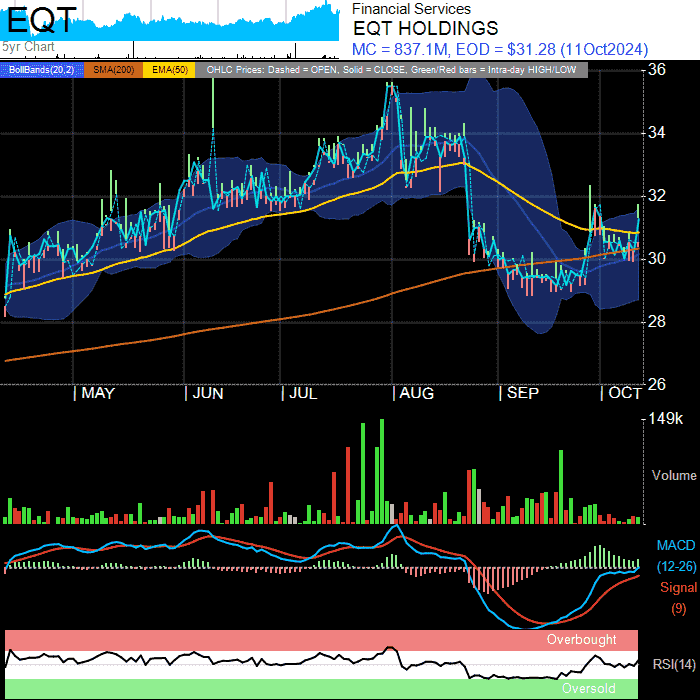 EQT
5yr Chart
Financial Services
EQT HOLDINGS
MC = 837.1M, EOD = $31.28 (11Oct2024)
BollBands(20,2) SMA(200) EMA(50) OHLC Prices: Dashed = OPEN, Solid = CLOSE, Green/Red bars = Intra-day HIGH/LOW
36
34
32
30
28
26
MAY JUN JUL AUG SEP OCT
149k
Volume
MACD
(12-26)
Signal
(9)
Overbought
RSI(14)
Oversold